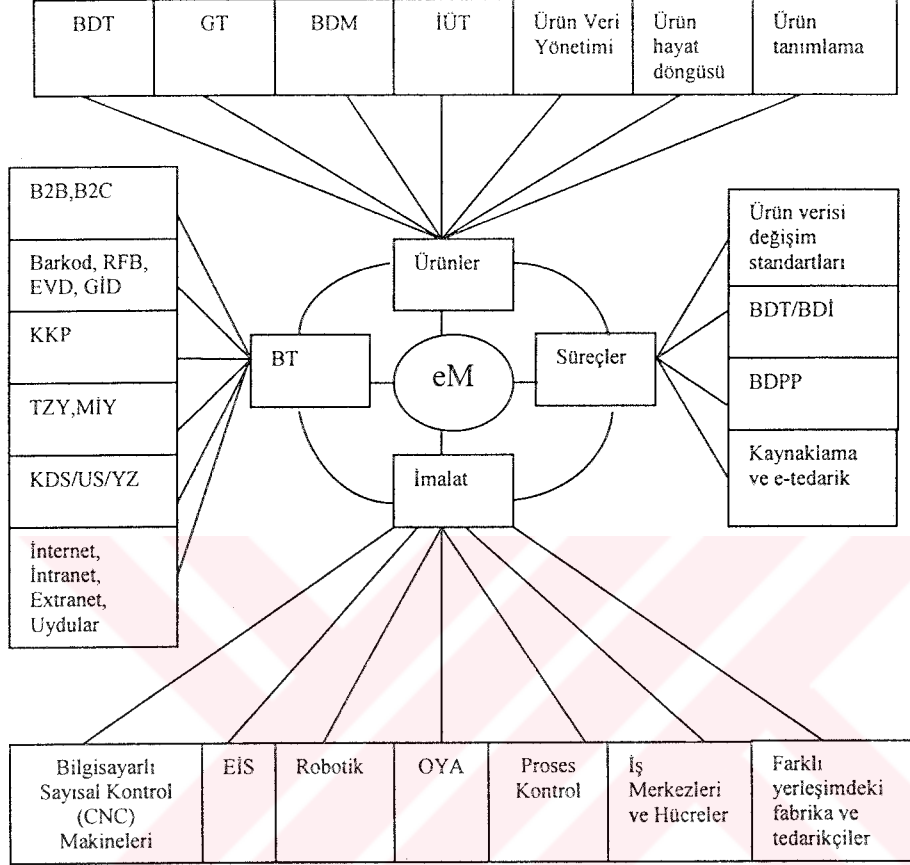 BDT
GT
BDM
İÜT
Ürün Veri
Yönetimi
Ürün
hayat
döngüsü
Ürün
tanımlama
B2B,B2C
Barkod, RFB,
EVD, GİD
KKP
TZY,MİY
KDS/US/YZ
İnternet,
İntranet,
Extranet,
Uydular
Ürünler
BT
eM
Süreçler
İmalat
Ürün verisi
değişim
standartları
BDT/BDİ
BDPP
Kaynaklama
ve e-tedarik
Bilgisayarlı
Sayısal Kontrol
(CNC)
Makineleri
EİS
Robotik
OYA
Proses
Kontrol
İş
Merkezleri
ve Hücreler
Farklı
yerleşimdeki
fabrika ve
tedarikçiler